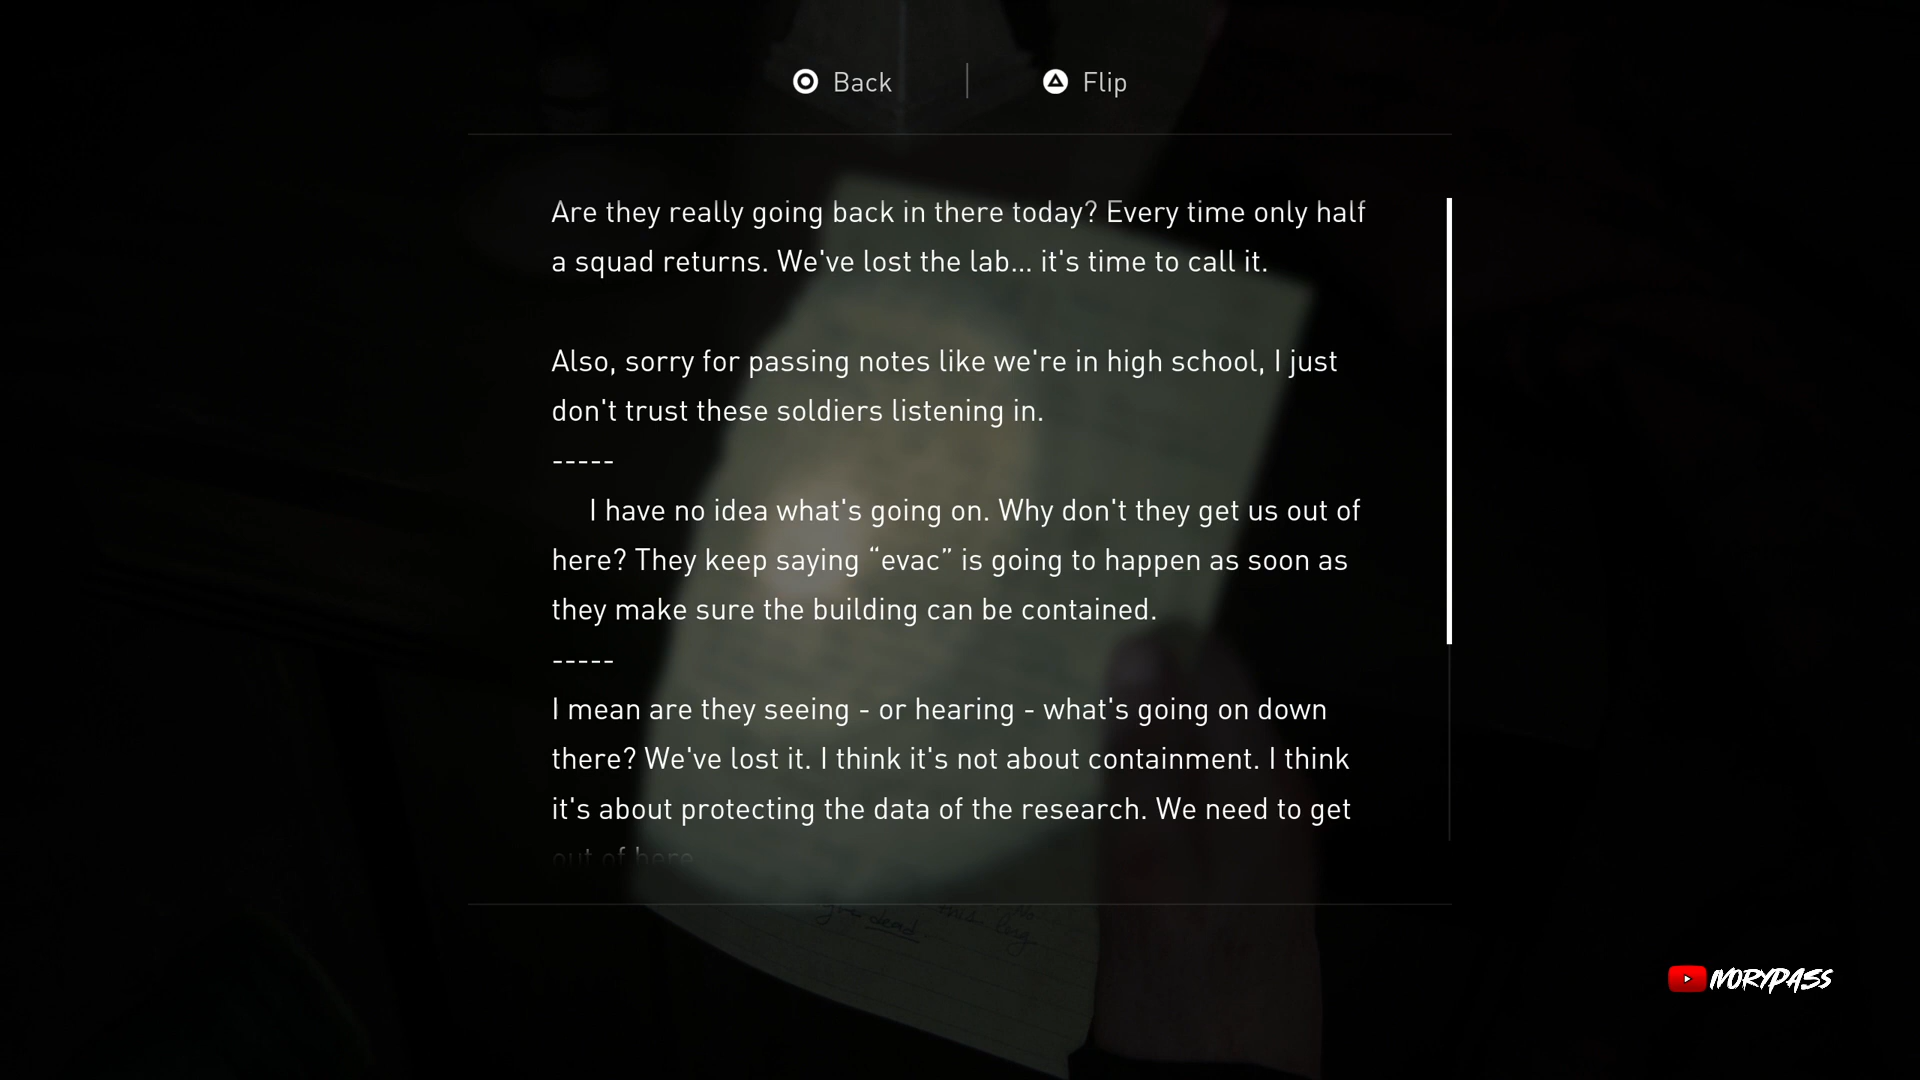 Back
Flip
Are they really going back in there today? Every time only half
a squad returns. We've lost the lab... it's time to call it.
Also, sorry for passing notes like we're in high school, I just
don't trust these soldiers listening in.
-----
I have no idea what's going on. Why don't they get us out of
here? They keep saying “evac” is going to happen as soon as
they make sure the building can be contained.
-----
I mean are they seeing - or hearing - what's going on down
there? We've lost it. I think it's not about containment. I think
it's about protecting the data of the research. We need to get
out of here
dead
IVORYPASS